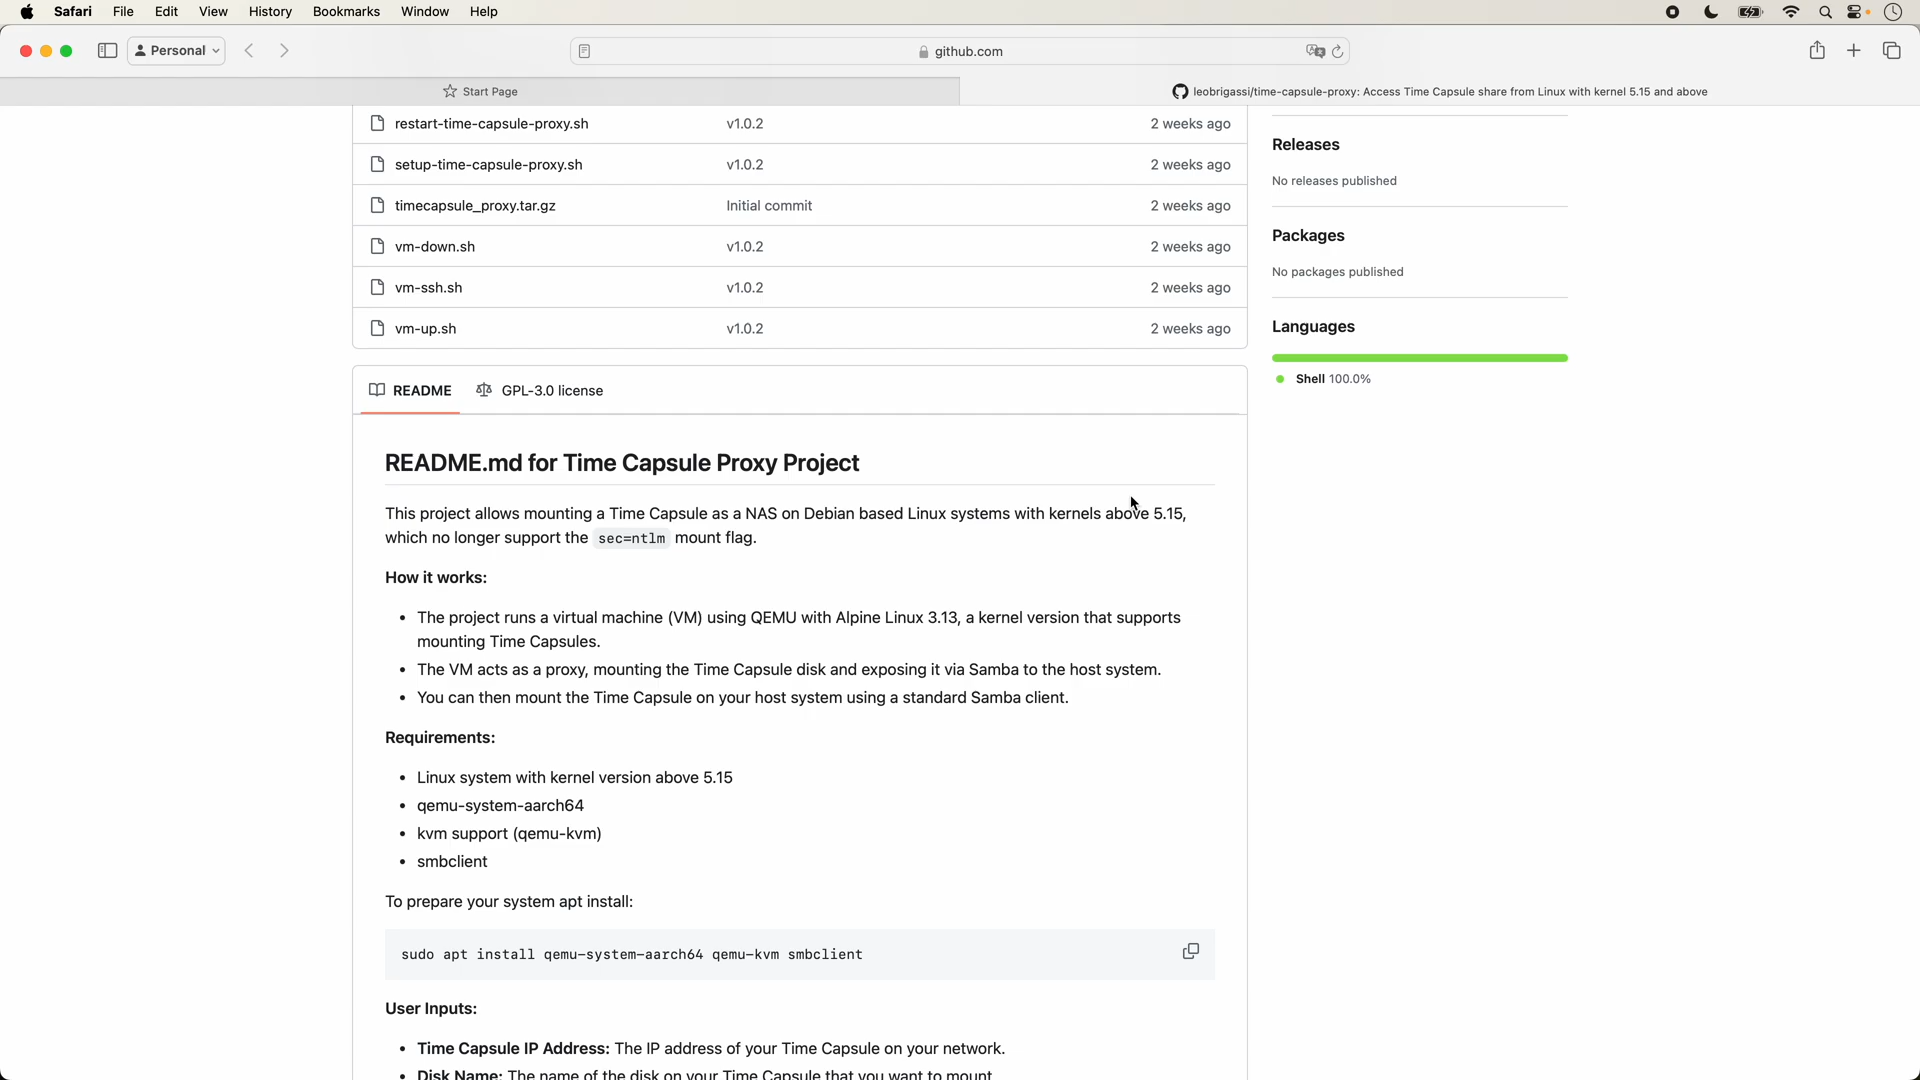 Safari File Edit View History Bookmarks Window Help
Personal
github.com
Start Page
leobrigassi/time-capsule-proxy: Access Time Capsule share from Linux with kernel 5.15 and above
restart-time-capsule-proxy.sh v1.0.2 2 weeks ago
setup-time-capsule-proxy.sh v1.0.2 2 weeks ago
timecapsule_proxy.tar.gz Initial commit 2 weeks ago
vm-down.sh v1.0.2 2 weeks ago
vm-ssh.sh v1.0.2 2 weeks ago
vm-up.sh v1.0.2 2 weeks ago
Releases
No releases published
Packages
No packages published
Languages
Shell 100.0%
README GPL-3.0 license
README.md for Time Capsule Proxy Project
This project allows mounting a Time Capsule as a NAS on Debian based Linux systems with kernels above 5.15,
which no longer support the sec=ntlm mount flag.
How it works:
• The project runs a virtual machine (VM) using QEMU with Alpine Linux 3.13, a kernel version that supports
mounting Time Capsules.
• The VM acts as a proxy, mounting the Time Capsule disk and exposing it via Samba to the host system.
• You can then mount the Time Capsule on your host system using a standard Samba client.
Requirements:
• Linux system with kernel version above 5.15
• qemu-system-aarch64
• kvm support (qemu-kvm)
• smbclient
To prepare your system apt install:
sudo apt install qemu-system-aarch64 qemu-kvm smbclient
User Inputs:
• Time Capsule IP Address: The IP address of your Time Capsule on your network.
• Disk Name: The name of the disk on your Time Capsule that you want to mount